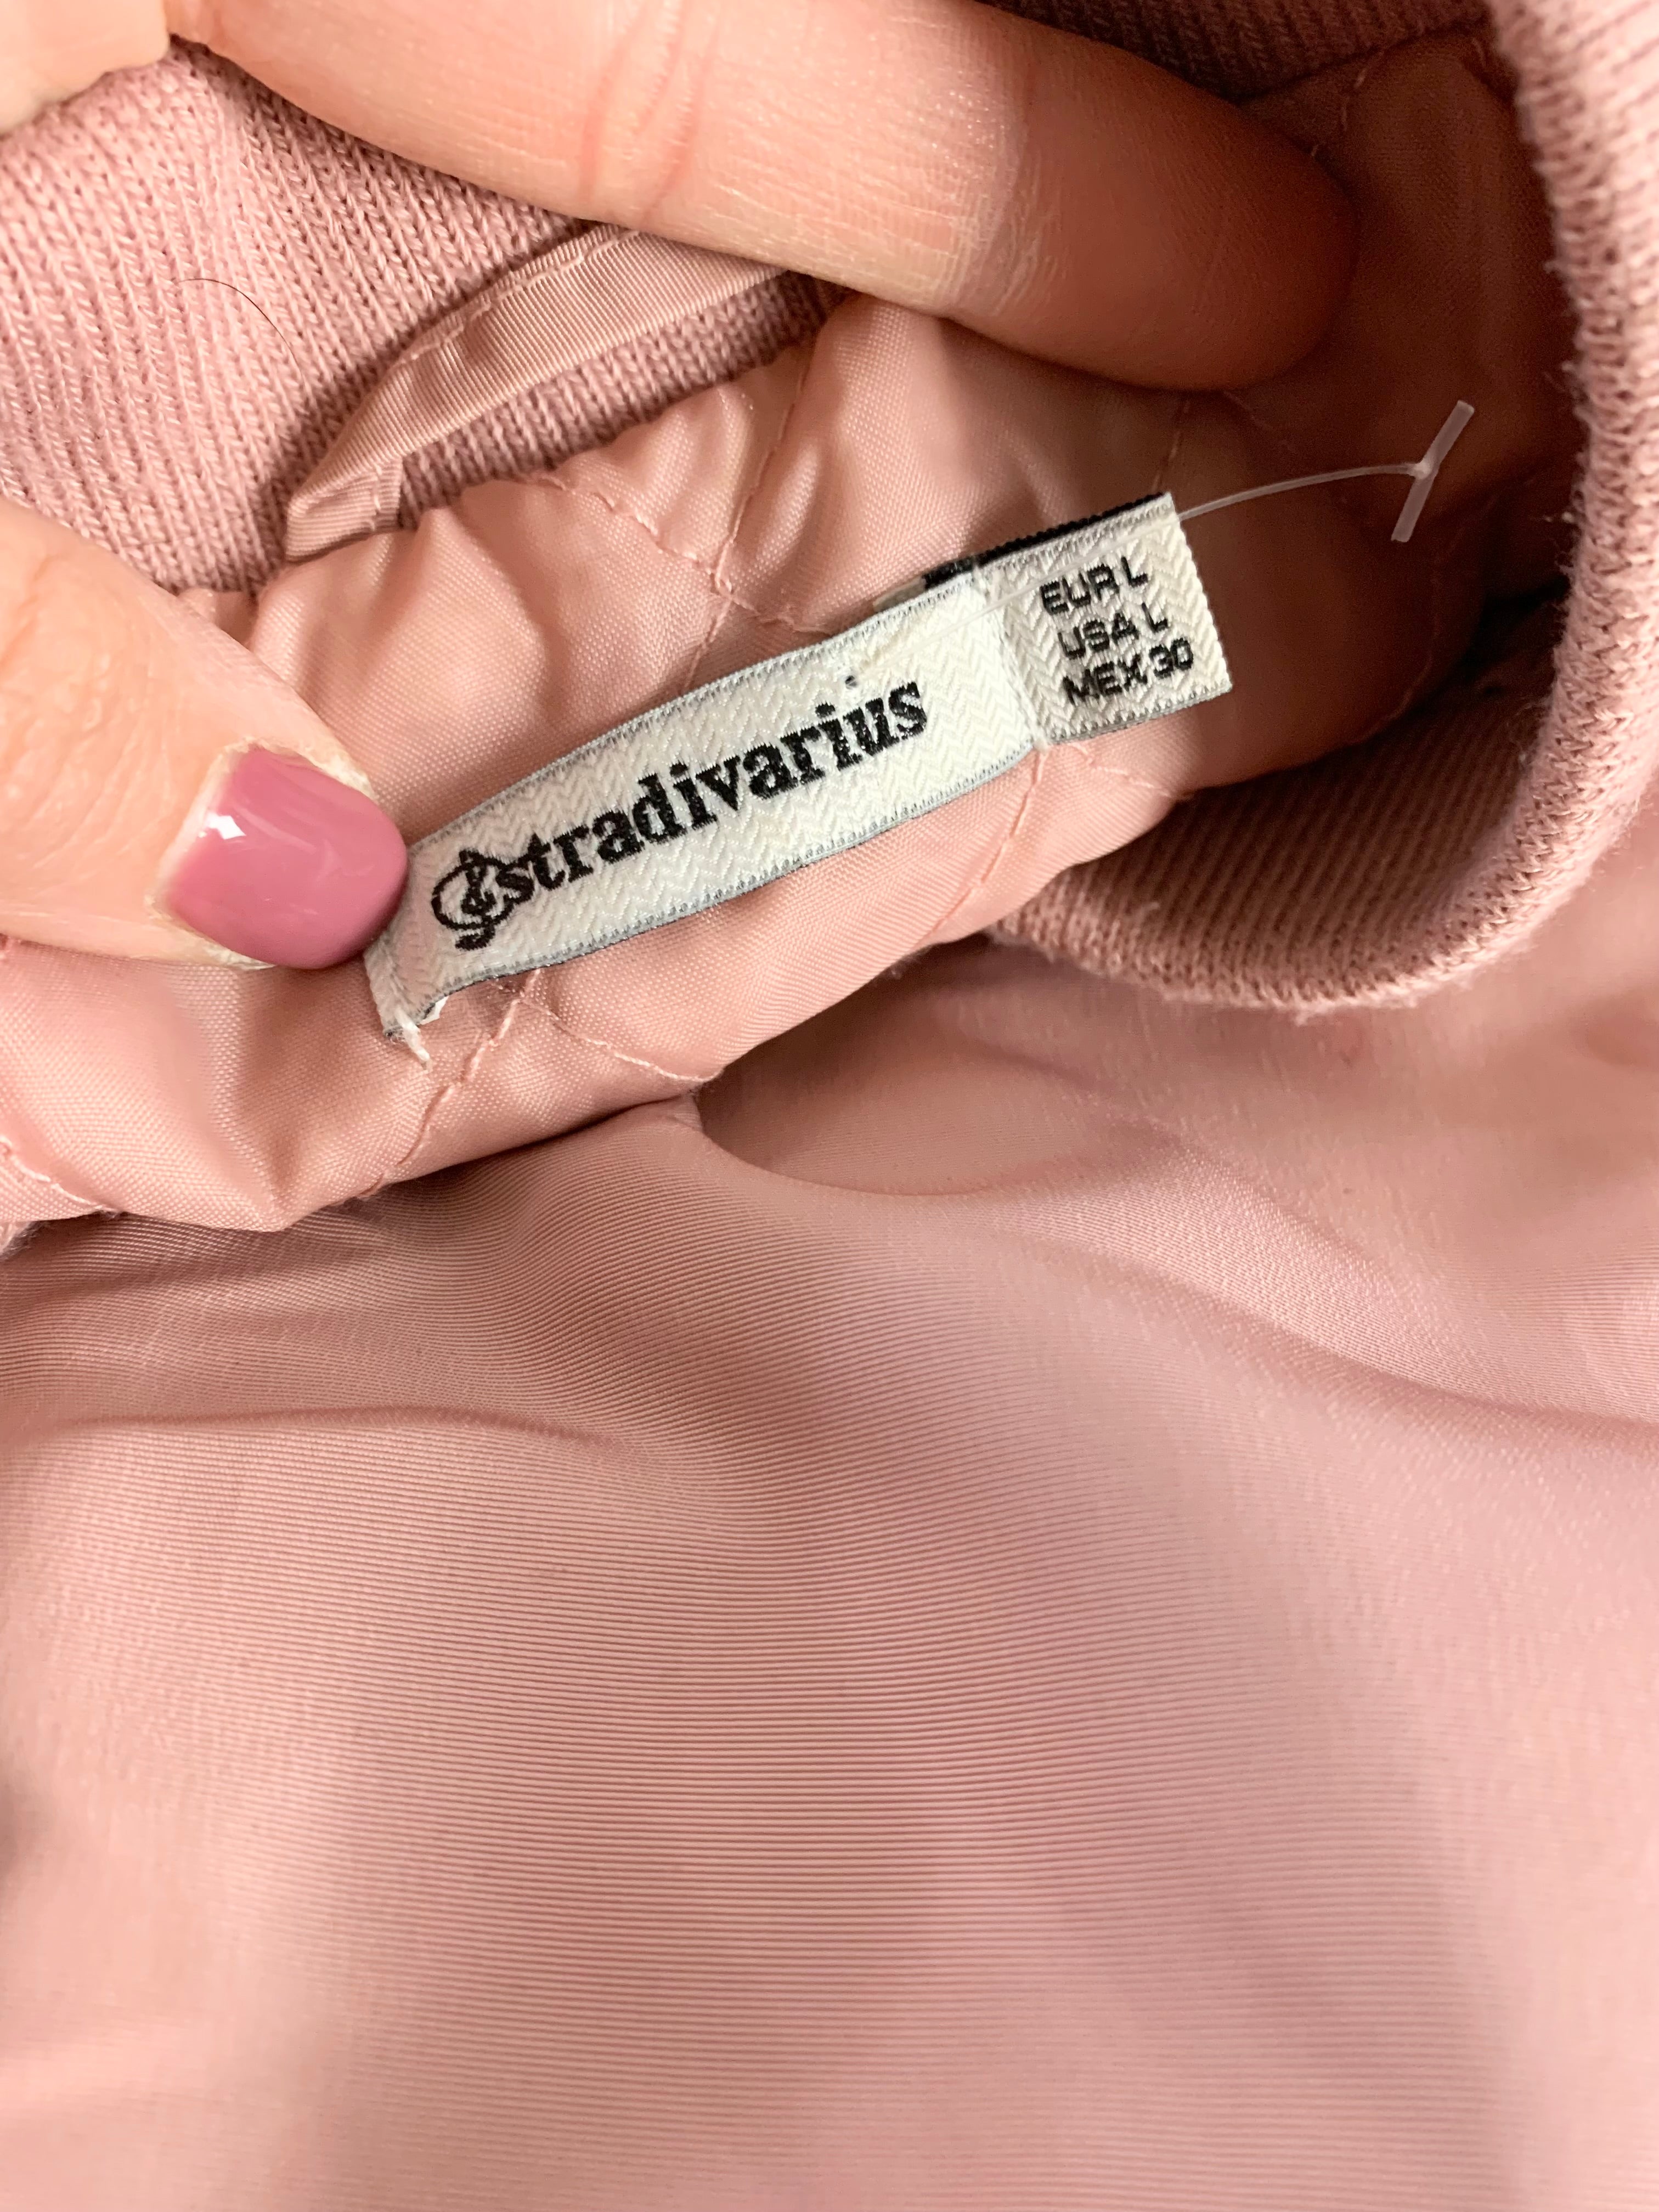 stradivarius
EUR L
USA L
MEX 30